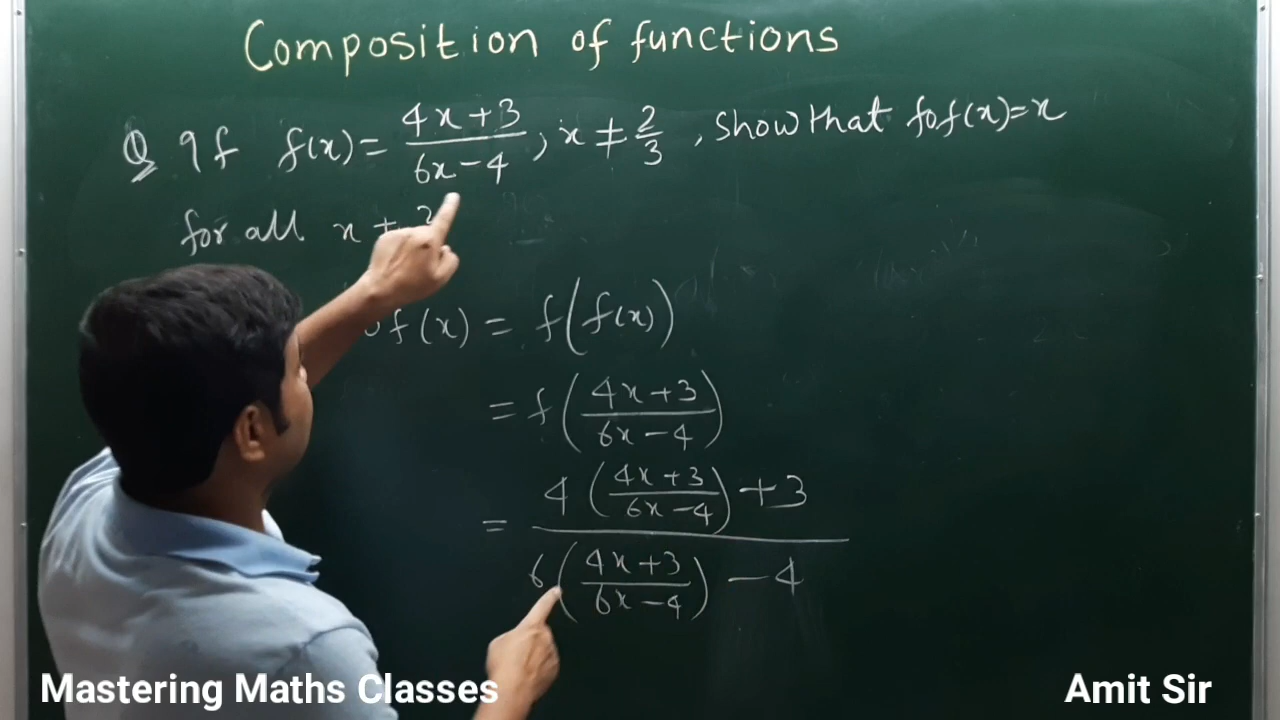 Composition of functions
Q If f(x) = (4x+3)/(6x-4) ; x ≠ 2/3 , show that fof(x)=x
for all x ≠
of(x) = f(f(x))
= f((4x+3)/(6x-4))
= (4((4x+3)/(6x-4)) + 3)/(6((4x+3)/(6x-4)) - 4)
Mastering Maths Classes
Amit Sir